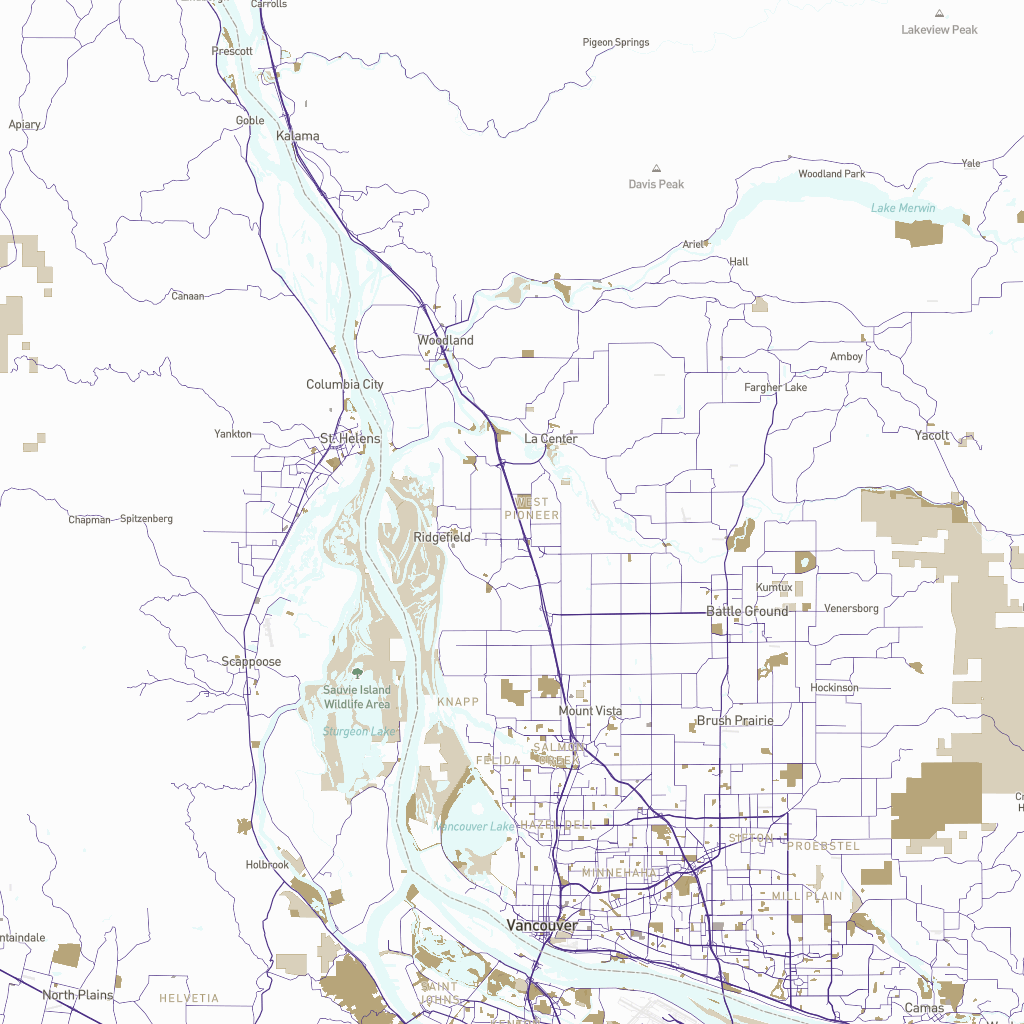 Carrolls
Prescott
Pigeon Springs
Lakeview Peak
Goble
Apiary
Kalama
Davis Peak
Woodland Park
Yale
Lake Merwin
Ariel
Hall
Canaan
Woodland
Columbia City
Amboy
Fargher Lake
Yankton
St. Helens
La Center
Yacolt
WEST
PIONEER
Chapman
Spitzenberg
Ridgefield
Kumtux
Battle Ground
Venersborg
Scappoose
Sauvie Island
Wildlife Area
Sturgeon Lake
KNAPP
Hockinson
Mount Vista
Brush Prairie
SALMON
CREEK
FELIDA
Vancouver Lake
HAZEL DELL
SIFTON
PROEBSTEL
Holbrook
MINNEHAHA
MILL PLAIN
Vancouver
ntaindale
North Plains
HELVETIA
SAINT
JOHNS
Camas